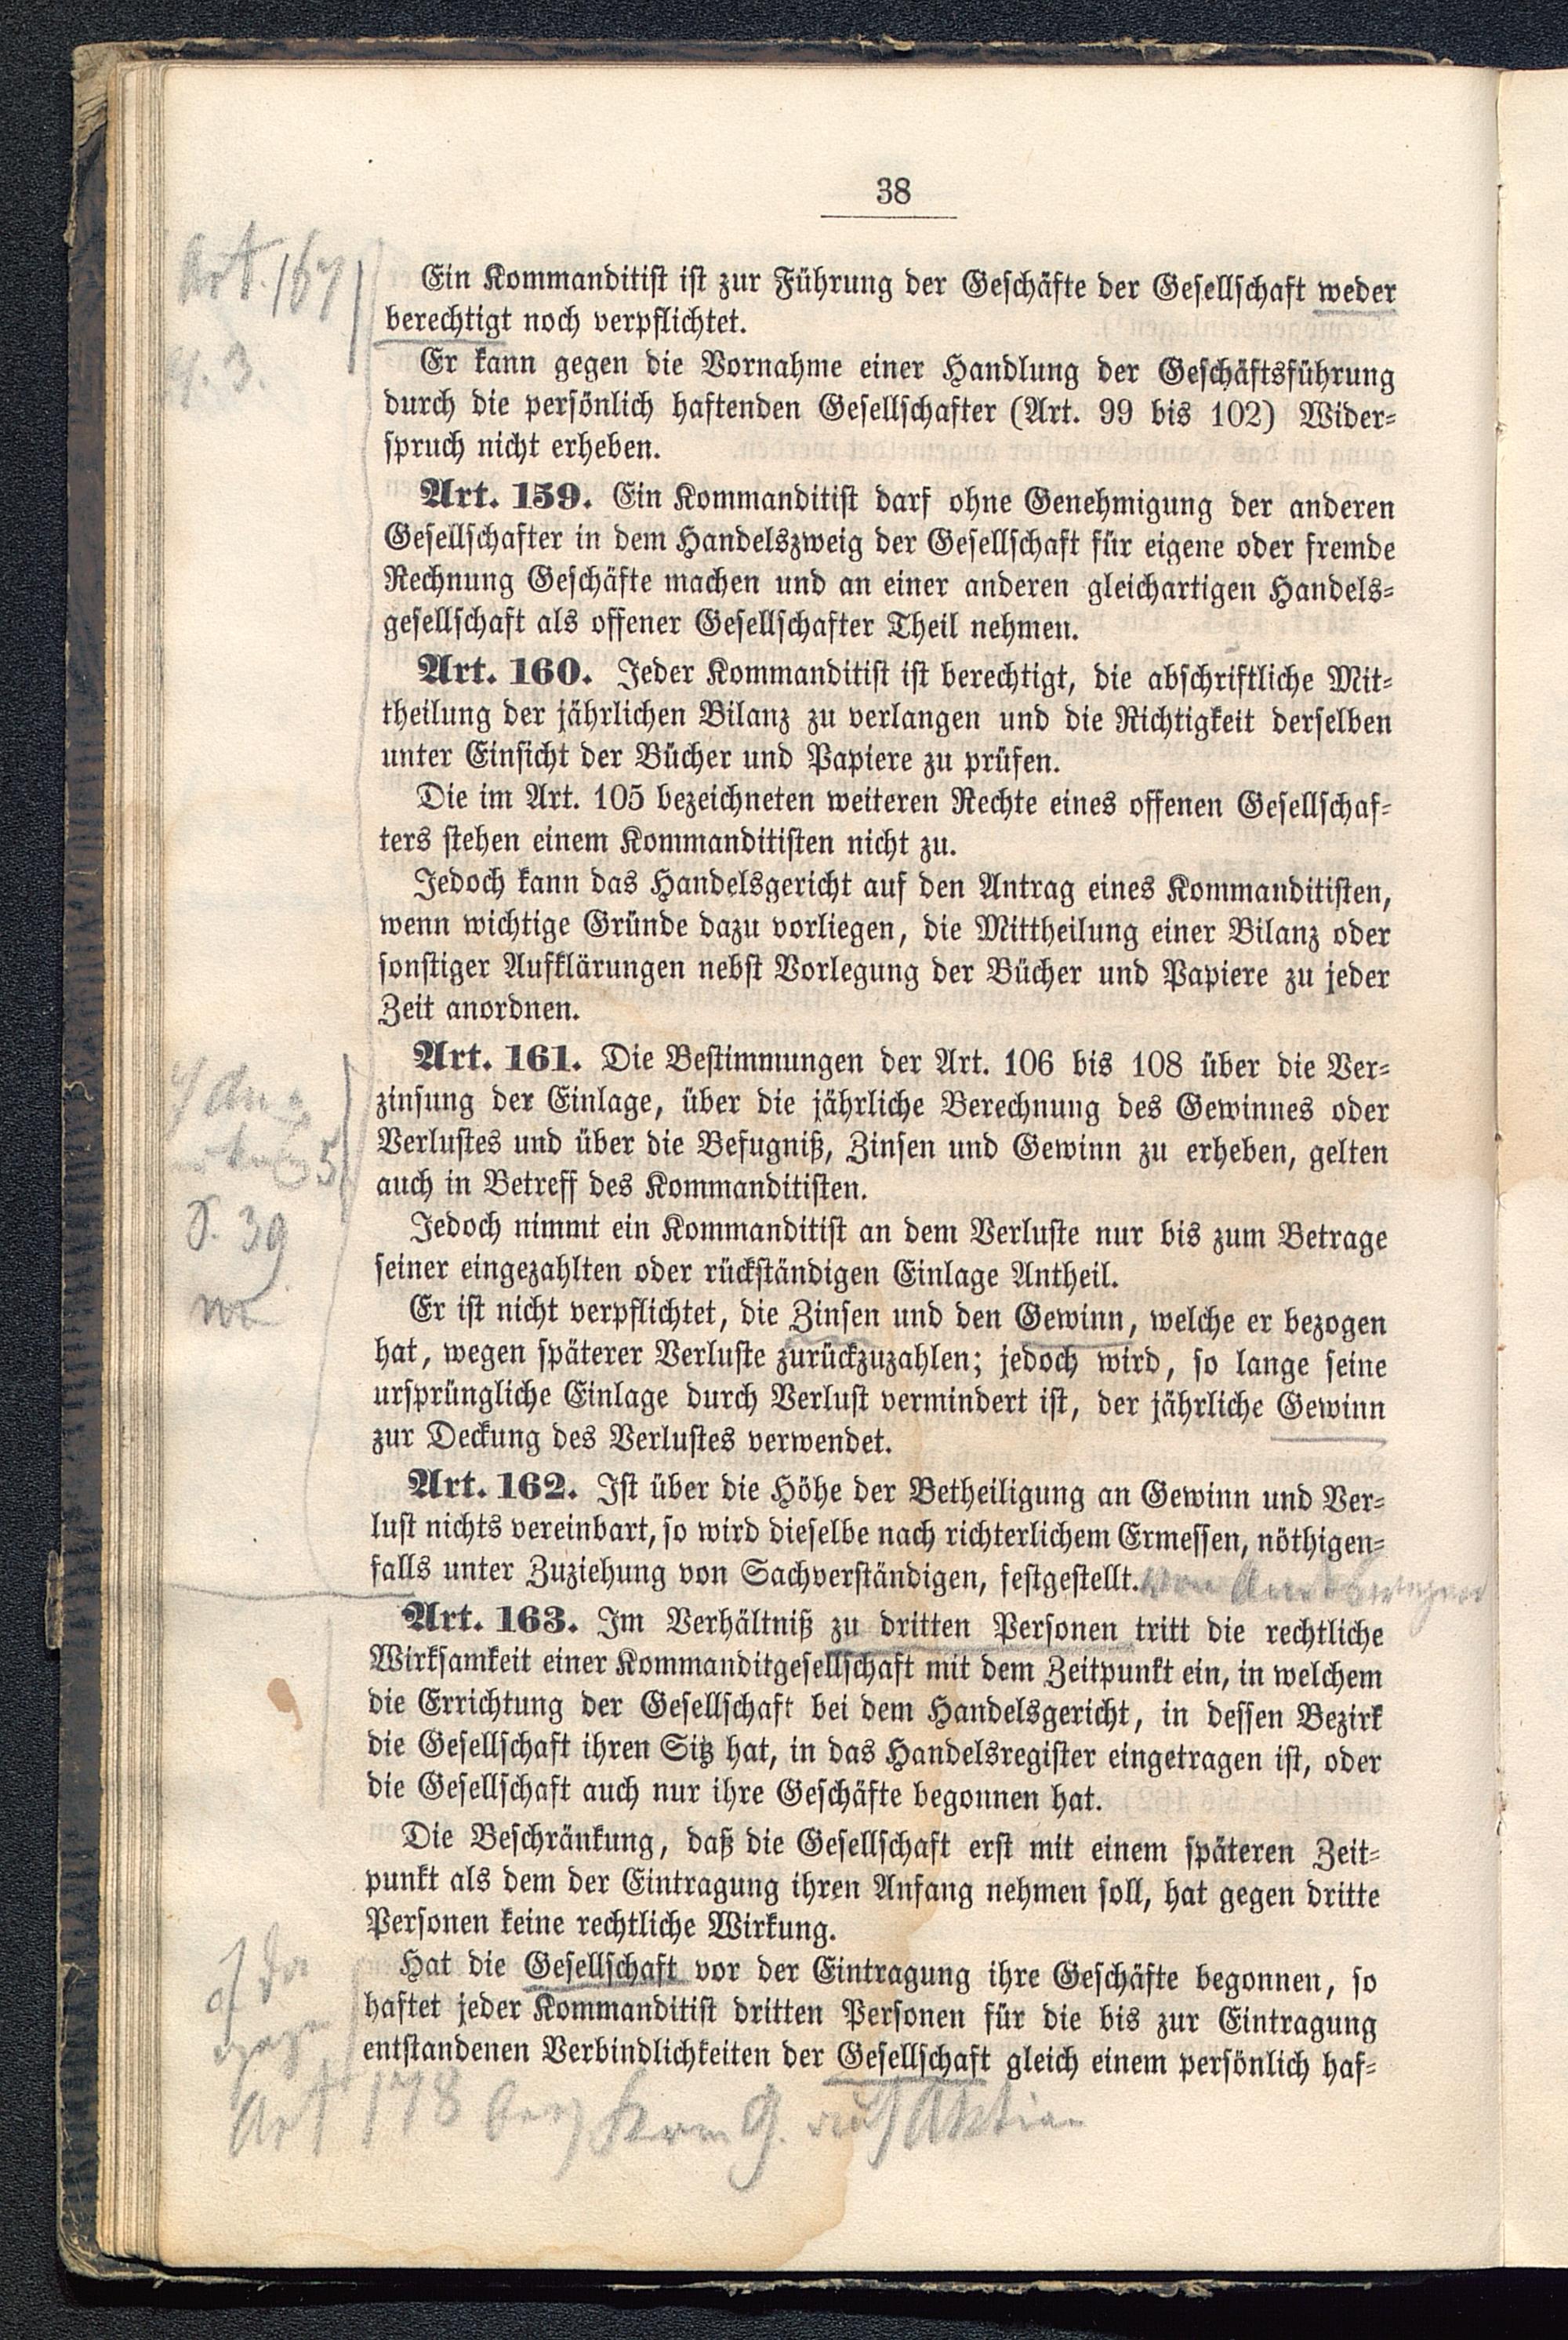 38
Art. 167
Ein Kommanditist ist zur Führung der Geschäfte der Gesellschaft weder
berechtigt noch verpflichtet.
3.
Er kann gegen die Vornahme einer Handlung der Geschäftsführung
durch die persönlich haftenden Gesellschafter (Art. 99 bis 102) Wider-
spruch nicht erheben.
Art. 159. Ein Kommanditist darf ohne Genehmigung der anderen
Gesellschafter in dem Handelszweig der Gesellschaft für eigene oder fremde
Rechnung Geschäfte machen und an einer anderen gleichartigen Handels-
gesellschaft als offener Gesellschafter Theil nehmen.
Art. 160. Jeder Kommanditist ist berechtigt, die abschriftliche Mit-
theilung der jährlichen Bilanz zu verlangen und die Richtigkeit derselben
unter Einsicht der Bücher und Papiere zu prüfen.
Die im Art. 105 bezeichneten weiteren Rechte eines offenen Gesellschaf-
ters stehen einem Kommanditisten nicht zu.
Jedoch kann das Handelsgericht auf den Antrag eines Kommanditisten,
wenn wichtige Gründe dazu vorliegen, die Mittheilung einer Bilanz oder
sonstiger Aufklärungen nebst Vorlegung der Bücher und Papiere zu jeder
Zeit anordnen.
Art. 161. Die Bestimmungen der Art. 106 bis 108 über die Ver-
zinsung der Einlage, über die jährliche Berechnung des Gewinnes oder
Verlustes und über die Befugniß, Zinsen und Gewinn zu erheben, gelten
auch in Betreff des Kommanditisten.
S. 39
Jedoch nimmt ein Kommanditist an dem Verluste nur bis zum Betrage
seiner eingezahlten oder rückständigen Einlage Antheil.
Er ist nicht verpflichtet, die Zinsen und den Gewinn, welche er bezogen
hat, wegen späterer Verluste zurückzuzahlen; jedoch wird, so lange seine
ursprüngliche Einlage durch Verlust vermindert ist, der jährliche Gewinn
zur Deckung des Verlustes verwendet.
Art. 162. Ist über die Höhe der Betheiligung an Gewinn und Ver-
lust nichts vereinbart, so wird dieselbe nach richterlichem Ermessen, nöthigen-
falls unter Zuziehung von Sachverständigen, festgestellt.
Art. 163. Im Verhältniß zu dritten Personen tritt die rechtliche
Wirksamkeit einer Kommanditgesellschaft mit dem Zeitpunkt ein, in welchem
die Errichtung der Gesellschaft bei dem Handelsgericht, in dessen Bezirk
die Gesellschaft ihren Sitz hat, in das Handelsregister eingetragen ist, oder
die Gesellschaft auch nur ihre Geschäfte begonnen hat.
Die Beschränkung, daß die Gesellschaft erst mit einem späteren Zeit-
punkt als dem der Eintragung ihren Anfang nehmen soll, hat gegen dritte
Personen keine rechtliche Wirkung.
Hat die Gesellschaft vor der Eintragung ihre Geschäfte begonnen, so
haftet jeder Kommanditist dritten Personen für die bis zur Eintragung
entstandenen Verbindlichkeiten der Gesellschaft gleich einem persönlich haf-
Art 178 Kom G. auf Aktien